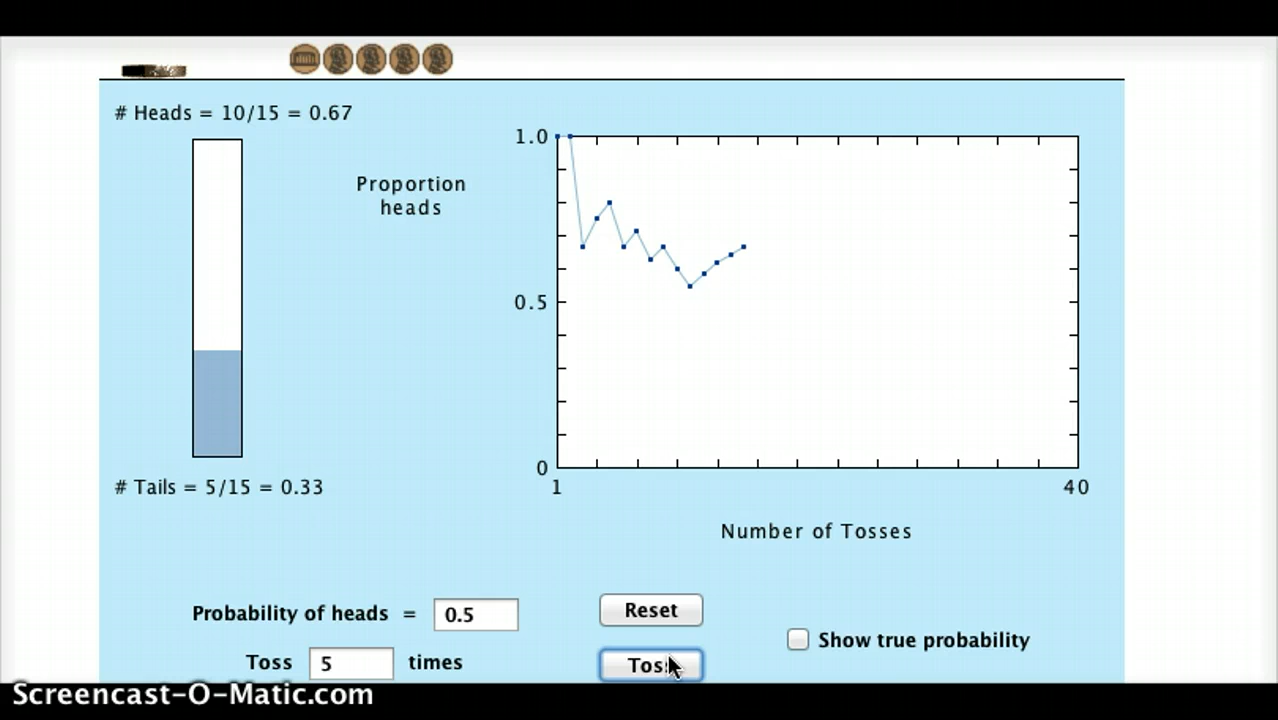 # Heads = 10/15 = 0.67
1.0
Proportion
heads
0.5
0
# Tails = 5/15 = 0.33
1
40
Number of Tosses
Probability of heads = 0.5
Reset
Show true probability
Toss 5 times
Toss
Screencast-O-Matic.com